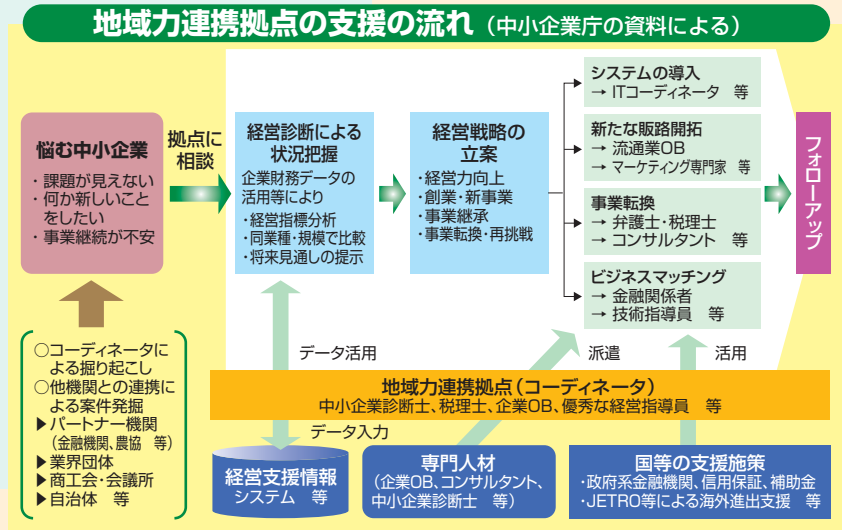 地域力連携拠点の支援の流れ（中小企業庁の資料による）
悩む中小企業
・課題が見えない
・何か新しいこと
をしたい
・事業継続が不安
拠点に
相談
経営診断による
状況把握
企業財務データの
活用等により
・経営指標分析
・同業種・規模で比較
・将来見通しの提示
経営戦略の
立案
・経営力向上
・創業・新事業
・事業継承
・事業転換・再挑戦
システムの導入
→ ITコーディネータ　等
新たな販路開拓
→ 流通業OB
→ マーケティング専門家　等
事業転換
→ 弁護士・税理士
→ コンサルタント　等
ビジネスマッチング
→ 金融関係者
→ 技術指導員　等
フォローアップ
○コーディネータに
よる掘り起こし
○他機関との連携に
よる案件発掘
▶パートナー機関
（金融機関、農協　等）
▶業界団体
▶商工会・会議所
▶自治体　等
データ活用
派遣
活用
地域力連携拠点（コーディネータ）
中小企業診断士、税理士、企業OB、優秀な経営指導員　等
データ入力
経営支援情報
システム　等
専門人材
（企業OB、コンサルタント、
中小企業診断士　等）
国等の支援施策
・政府系金融機関、信用保証、補助金
・JETRO等による海外進出支援　等